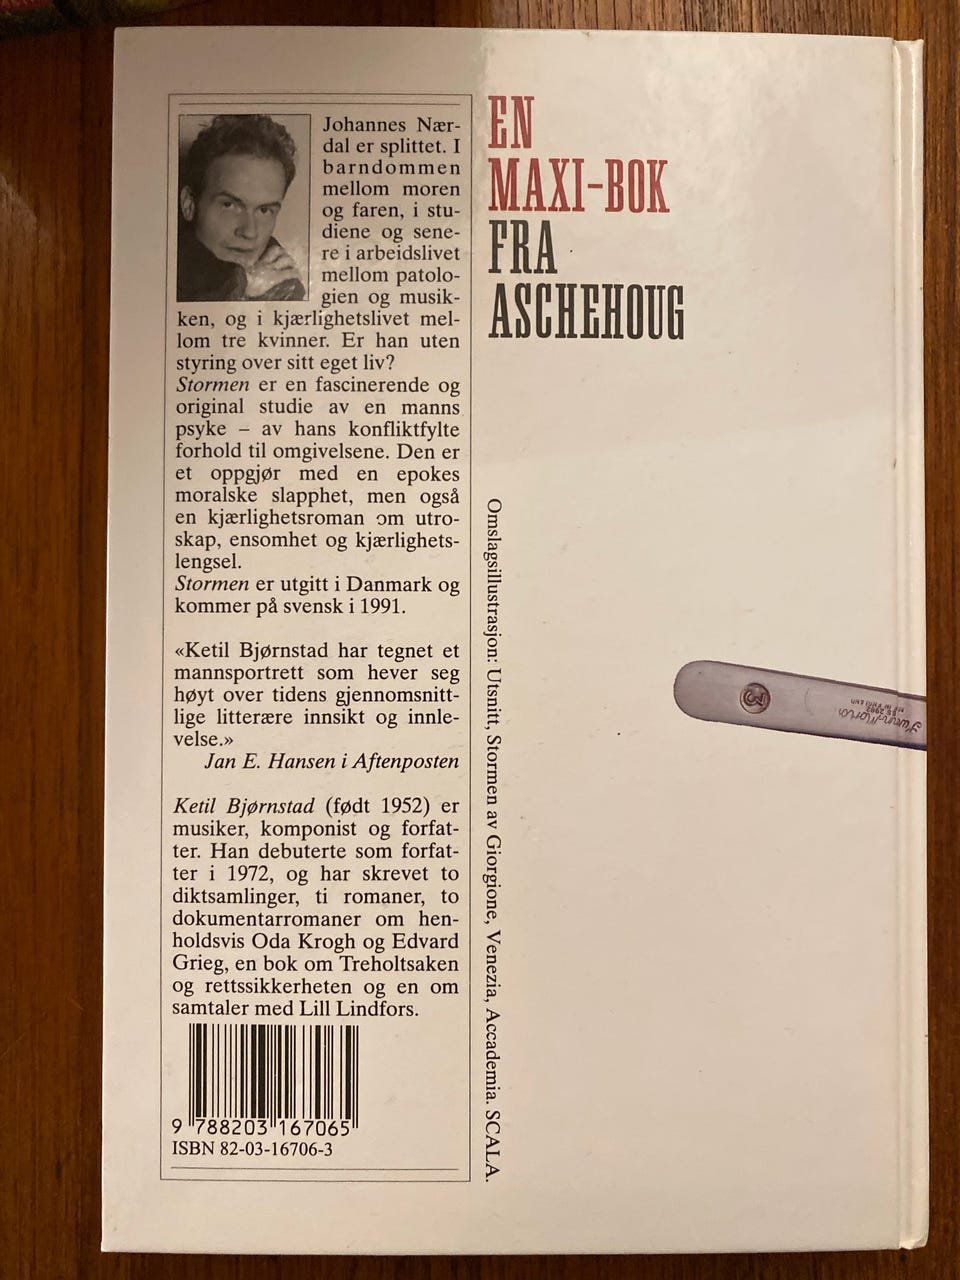 Johannes Nær-
dal er splittet. I
barndommen
mellom moren
og faren, i stu-
diene og sene-
re i arbeidslivet
mellom patolo-
gien og musik-
ken, og i kjærlighetslivet mel-
lom tre kvinner. Er han uten
styring over sitt eget liv?
Stormen er en fascinerende og
original studie av en manns
psyke – av hans konfliktfylte
forhold til omgivelsene. Den er
et oppgjør med en epokes
moralske slapphet, men også
en kjærlighetsroman om utro-
skap, ensomhet og kjærlighets-
lengsel.
Stormen er utgitt i Danmark og
kommer på svensk i 1991.
«Ketil Bjørnstad har tegnet et
mannsportrett som hever seg
høyt over tidens gjennomsnitt-
lige litterære innsikt og innle-
velse.»
Jan E. Hansen i Aftenposten
Ketil Bjørnstad (født 1952) er
musiker, komponist og forfat-
ter. Han debuterte som forfat-
ter i 1972, og har skrevet to
diktsamlinger, ti romaner, to
dokumentarromaner om hen-
holdsvis Oda Krogh og Edvard
Grieg, en bok om Treholtsaken
og rettssikkerheten og en om
samtaler med Lill Lindfors.
9 788203 167065
ISBN 82-03-16706-3
EN
MAXI-BOK
FRA
ASCHEHOUG
Omslagsillustrasjon: Utsnitt, Stormen av Giorgione, Venezia, Accademia. SCALA.
3
BS 2982